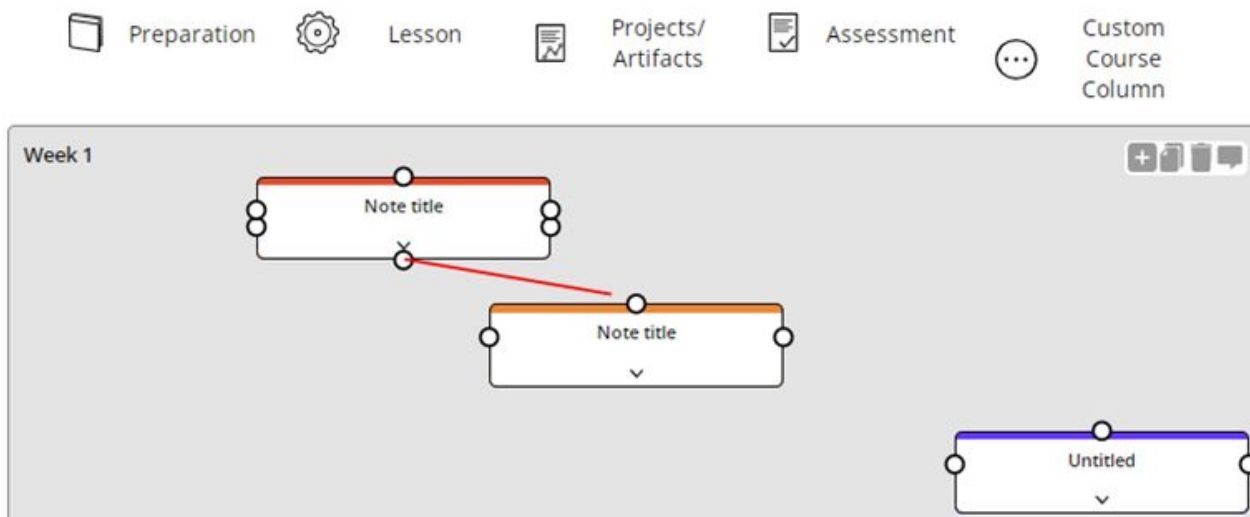 Preparation
Lesson
Projects/
Artifacts
Assessment
Custom
Course
Column
Week 1
Note title
Note title
Untitled